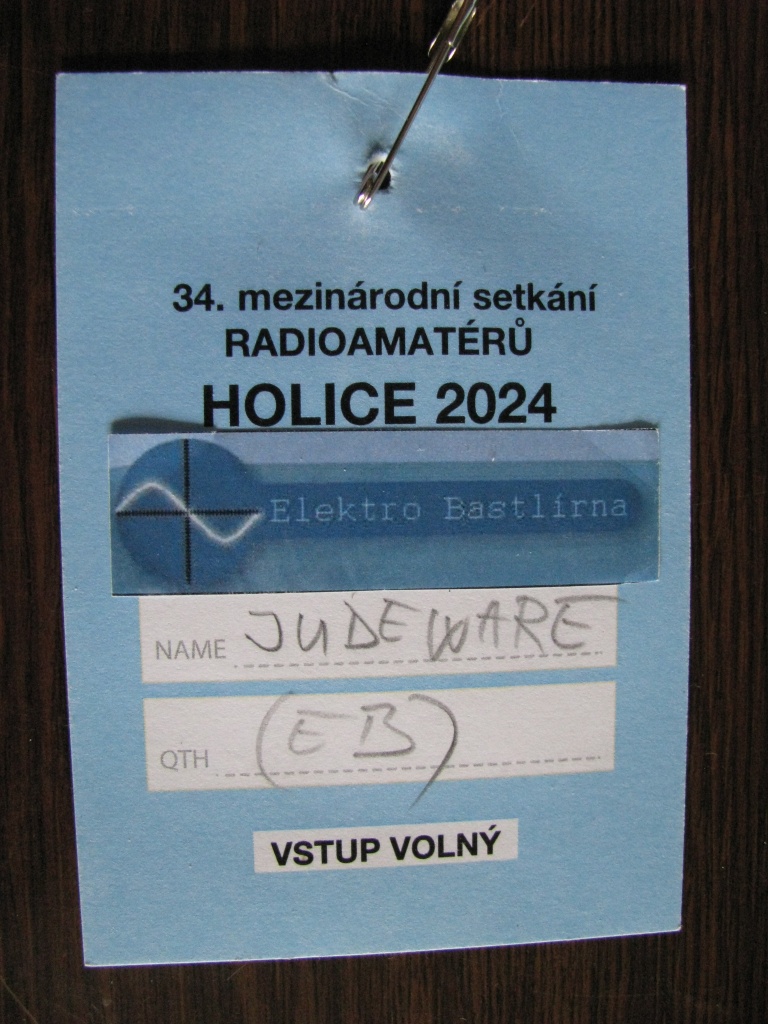 34. mezinárodní setkání
RADIOAMATÉRŮ
HOLICE 2024
Elektro Bastlírna
NAME JUDEWARE
QTH (EB)
VSTUP VOLNÝ